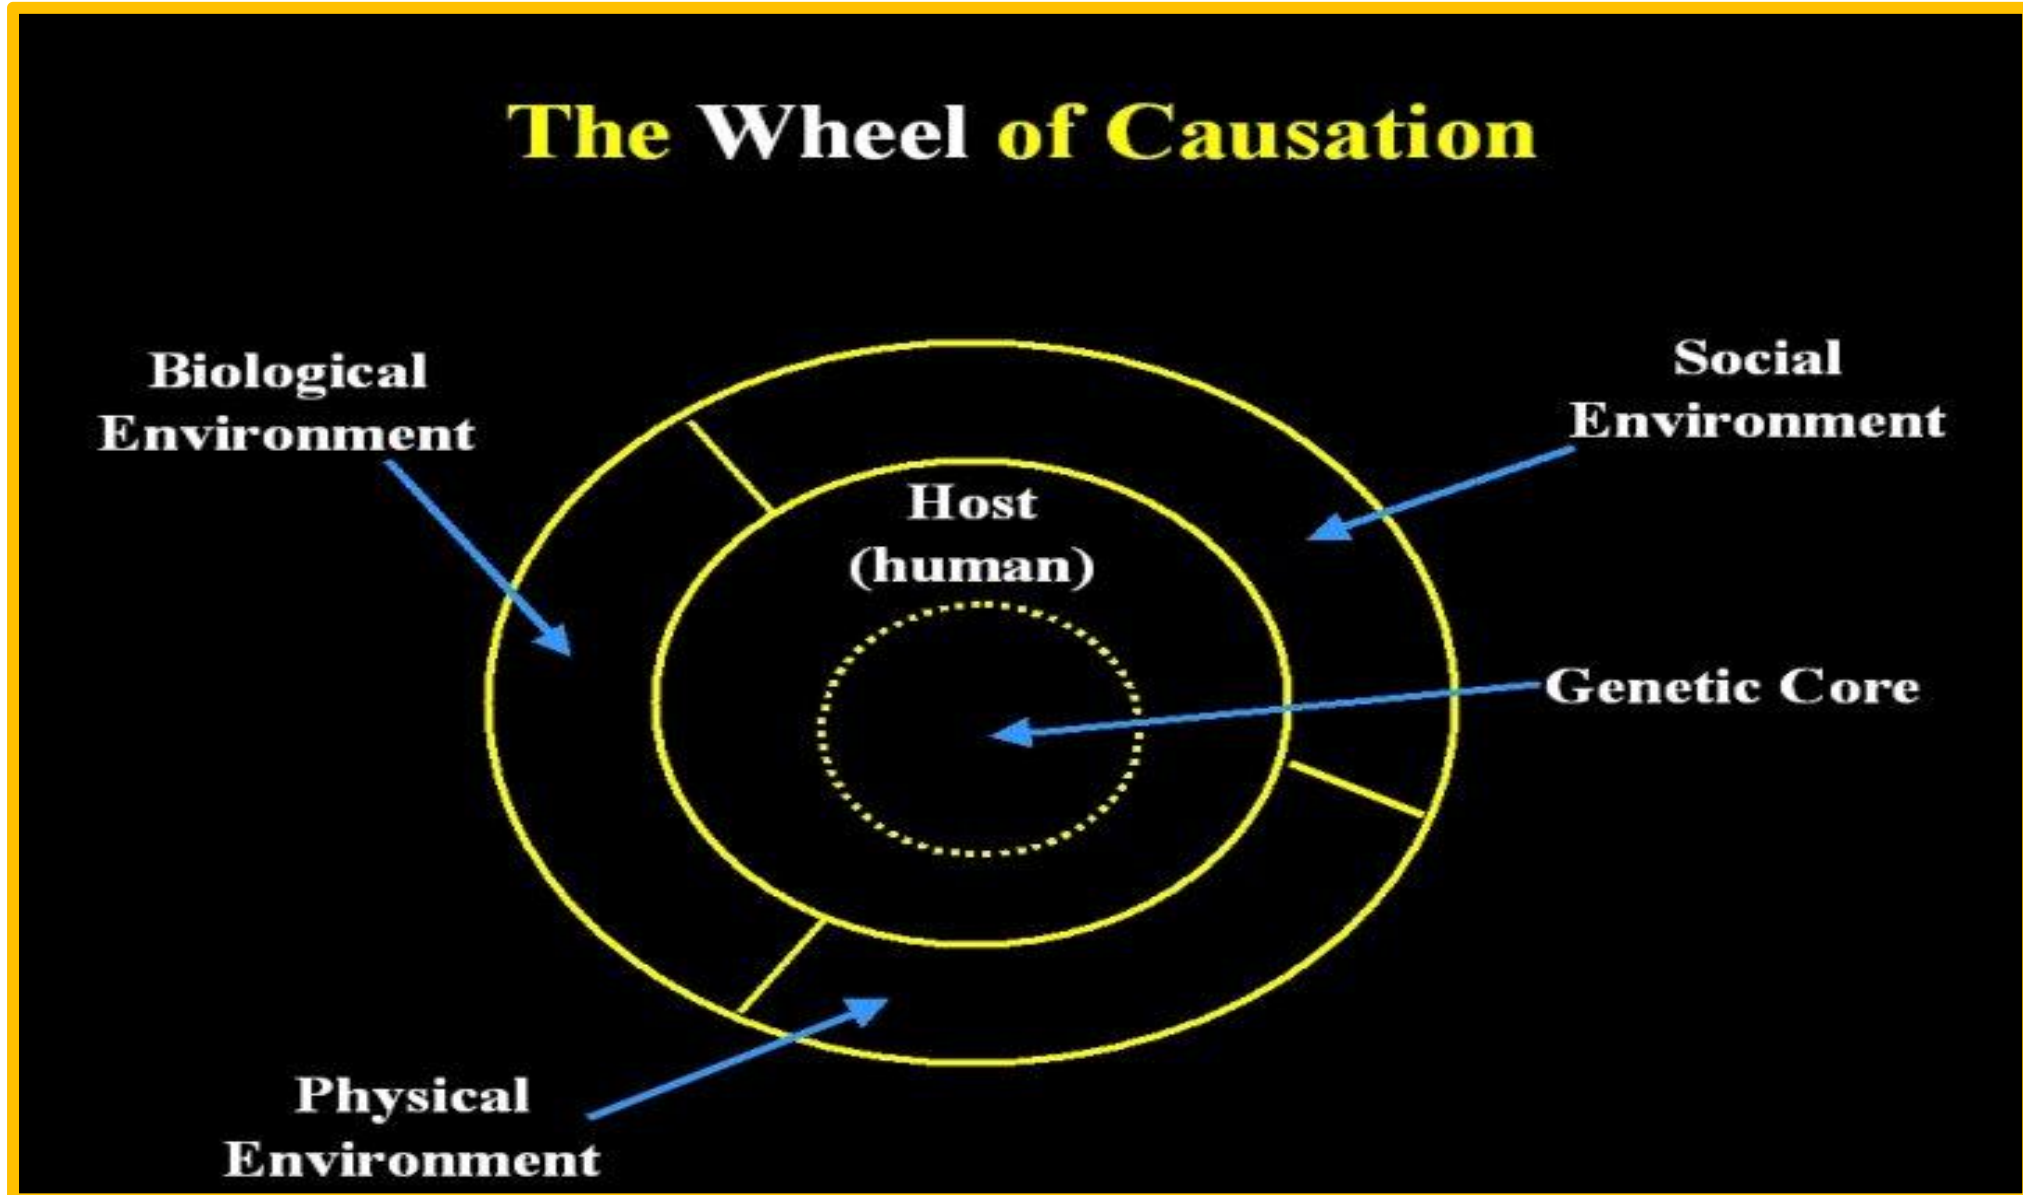 The Wheel of Causation
Biological
Environment
Social
Environment
Host
(human)
Genetic Core
Physical
Environment